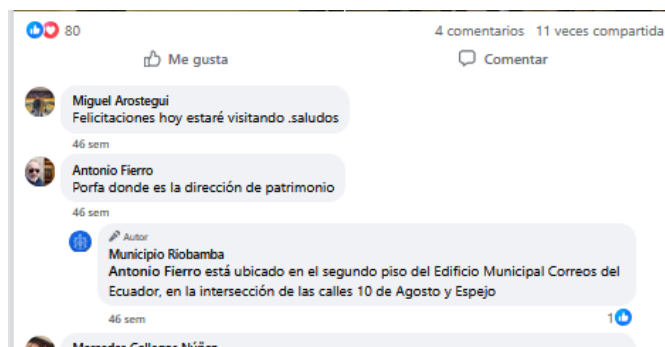 80
4 comentarios 11 veces compartida
Me gusta
Comentar
Miguel Arostegui
Felicitaciones hoy estaré visitando .saludos
46 sem
Antonio Fierro
Porfa donde es la dirección de patrimonio
46 sem
Autor
Municipio Riobamba
Antonio Fierro está ubicado en el segundo piso del Edificio Municipal Correos del
Ecuador, en la intersección de las calles 10 de Agosto y Espejo
46 sem
1